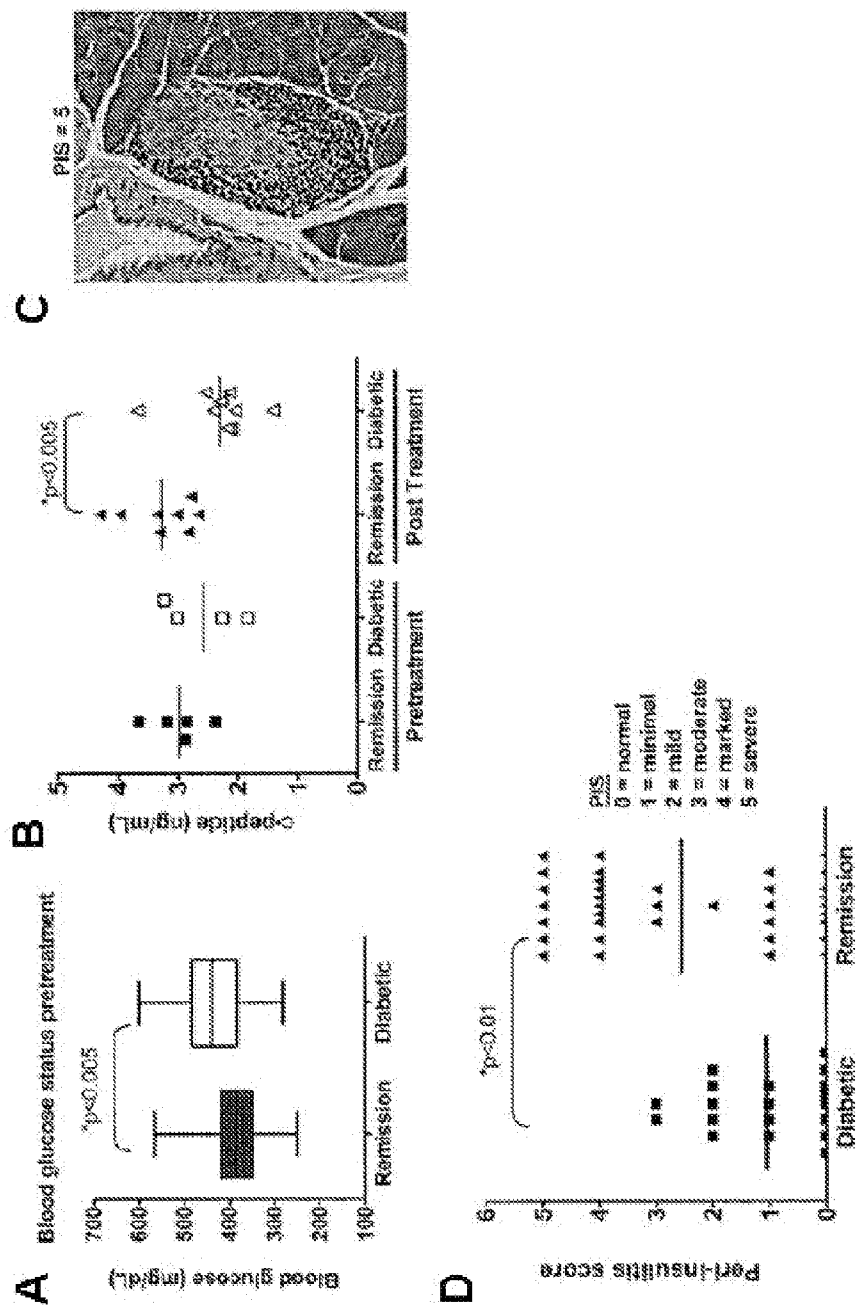 A
Blood glucose status pretreatment
Blood glucose (mg/dL)
700
600
500
400
300
200
100
*p<0.005
Remission
Diabetic
B
c-peptide (ng/mL)
5
4
3
2
1
0
*p<0.005
Remission Diabetic
Remission Diabetic
Pretreatment
Post Treatment
C
PIS = 5
D
Peri-insulitis score
6
5
4
3
2
1
0
*p<0.01
Diabetic
Remission
PIS
0 = normal
1 = minimal
2 = mild
3 = moderate
4 = marked
5 = severe